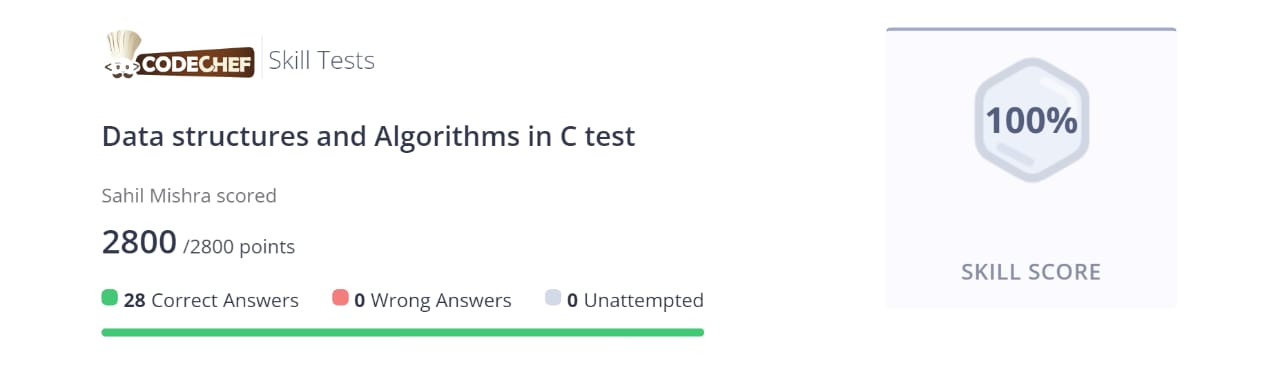 CODECHEF Skill Tests
Data structures and Algorithms in C test
Sahil Mishra scored
2800 /2800 points
28 Correct Answers 0 Wrong Answers 0 Unattempted
100%
SKILL SCORE